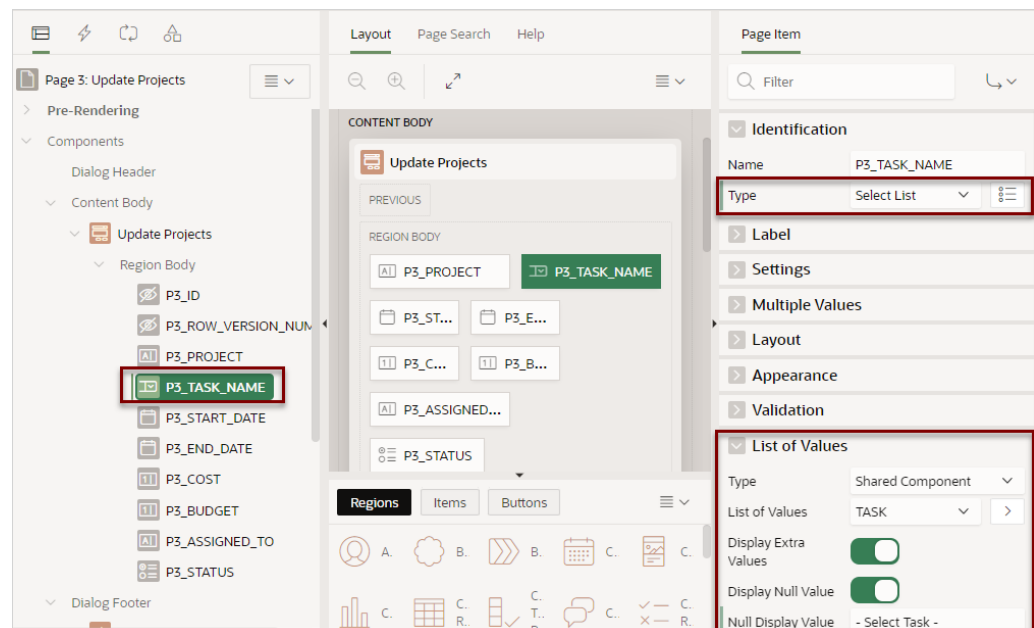 Page 3: Update Projects
Pre-Rendering
Components
Dialog Header
Content Body
Update Projects
Region Body
P3_ID
P3_ROW_VERSION_NUM
P3_PROJECT
P3_TASK_NAME
P3_START_DATE
P3_END_DATE
P3_COST
P3_BUDGET
P3_ASSIGNED_TO
P3_STATUS
Dialog Footer
Layout Page Search Help
CONTENT BODY
Update Projects
PREVIOUS
REGION BODY
P3_PROJECT P3_TASK_NAME
P3_ST... P3_E...
P3_C... P3_B...
P3_ASSIGNED...
P3_STATUS
Regions Items Buttons
A. B. B. C. C.
C. C. C. C. C.
R. T.. R.
Page Item
Filter
Identification
Name P3_TASK_NAME
Type Select List
Label
Settings
Multiple Values
Layout
Appearance
Validation
List of Values
Type Shared Component
List of Values TASK
Display Extra
Values
Display Null Value
Null Display Value - Select Task -